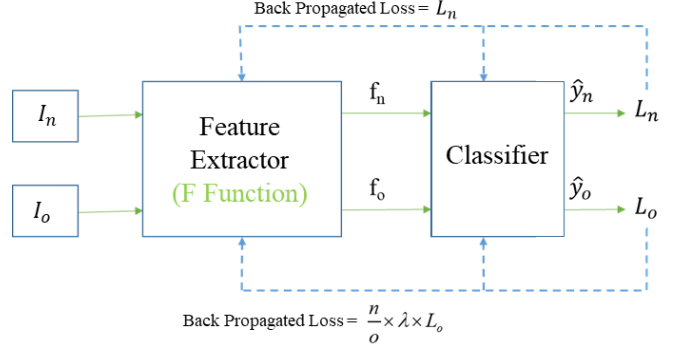 Back Propagated Loss = Lₙ
Iₙ
Iₒ
Feature
Extractor
(F Function)
fₙ
fₒ
Classifier
ŷₙ
ŷₒ
Lₙ
Lₒ
Back Propagated Loss = n/o × λ × Lₒ